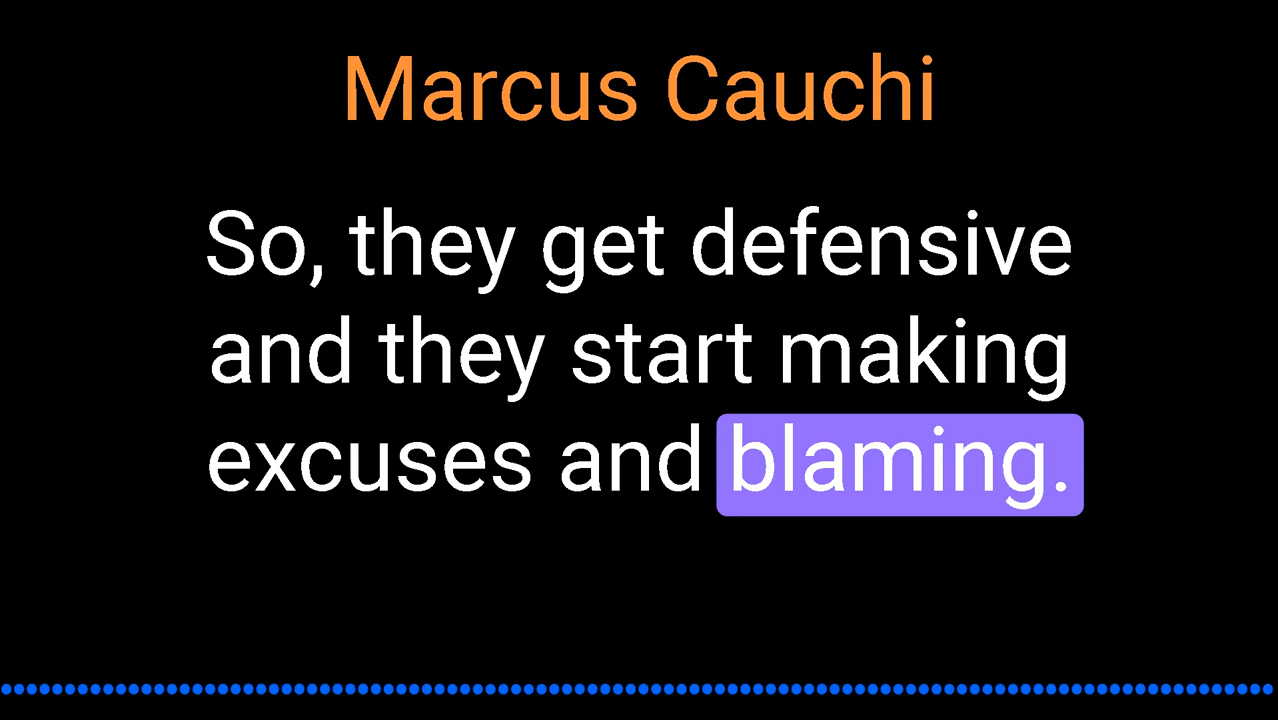 Marcus Cauchi
So, they get defensive
and they start making
excuses and blaming.